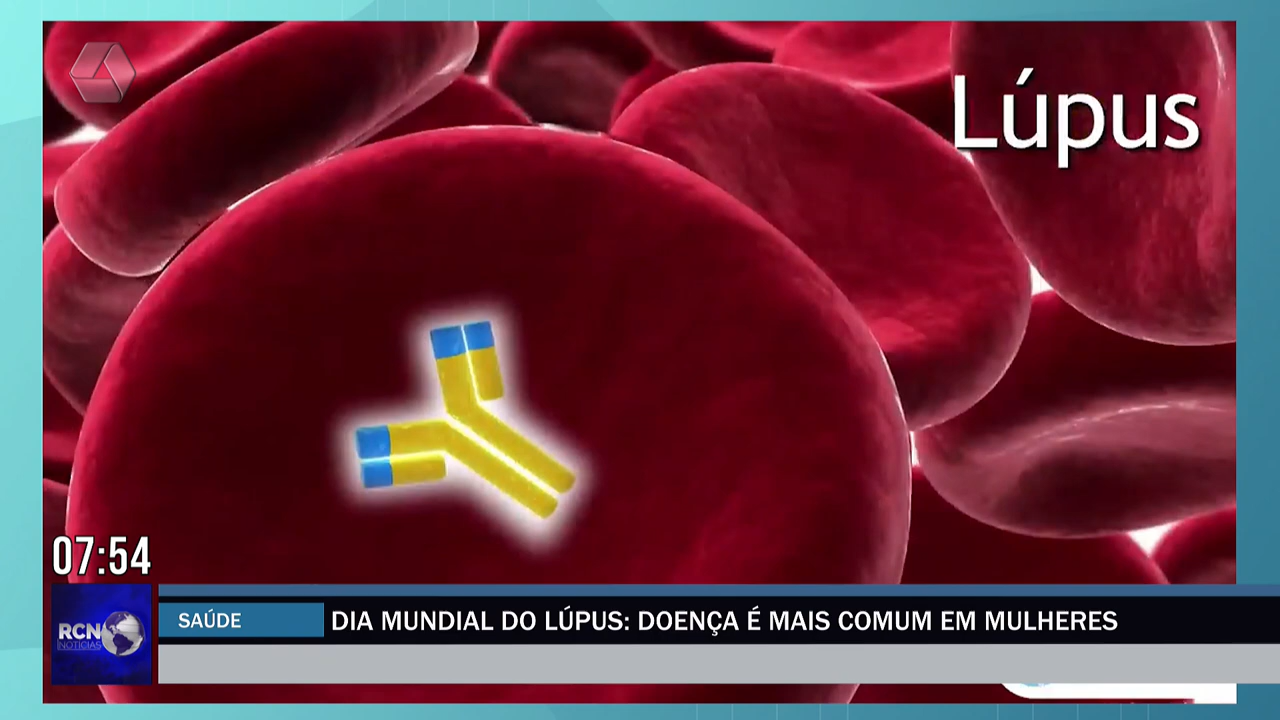 Lúpus
07:54
RCN
NOTÍCIAS
SAÚDE
DIA MUNDIAL DO LÚPUS: DOENÇA É MAIS COMUM EM MULHERES